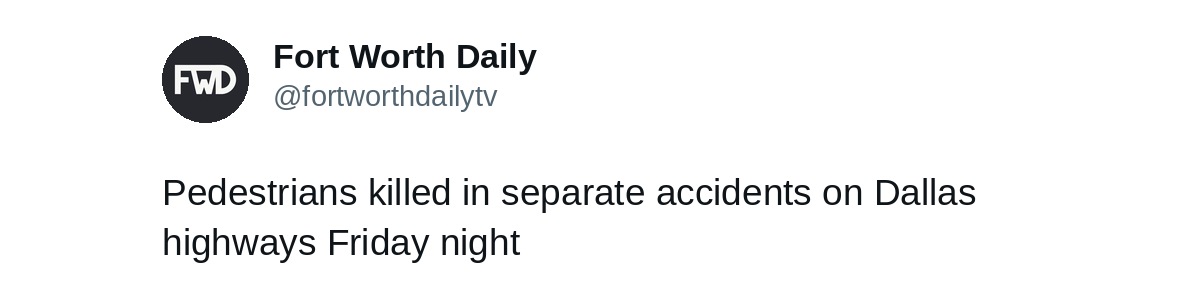 FWD
Fort Worth Daily
@fortworthdailytv
Pedestrians killed in separate accidents on Dallas
highways Friday night